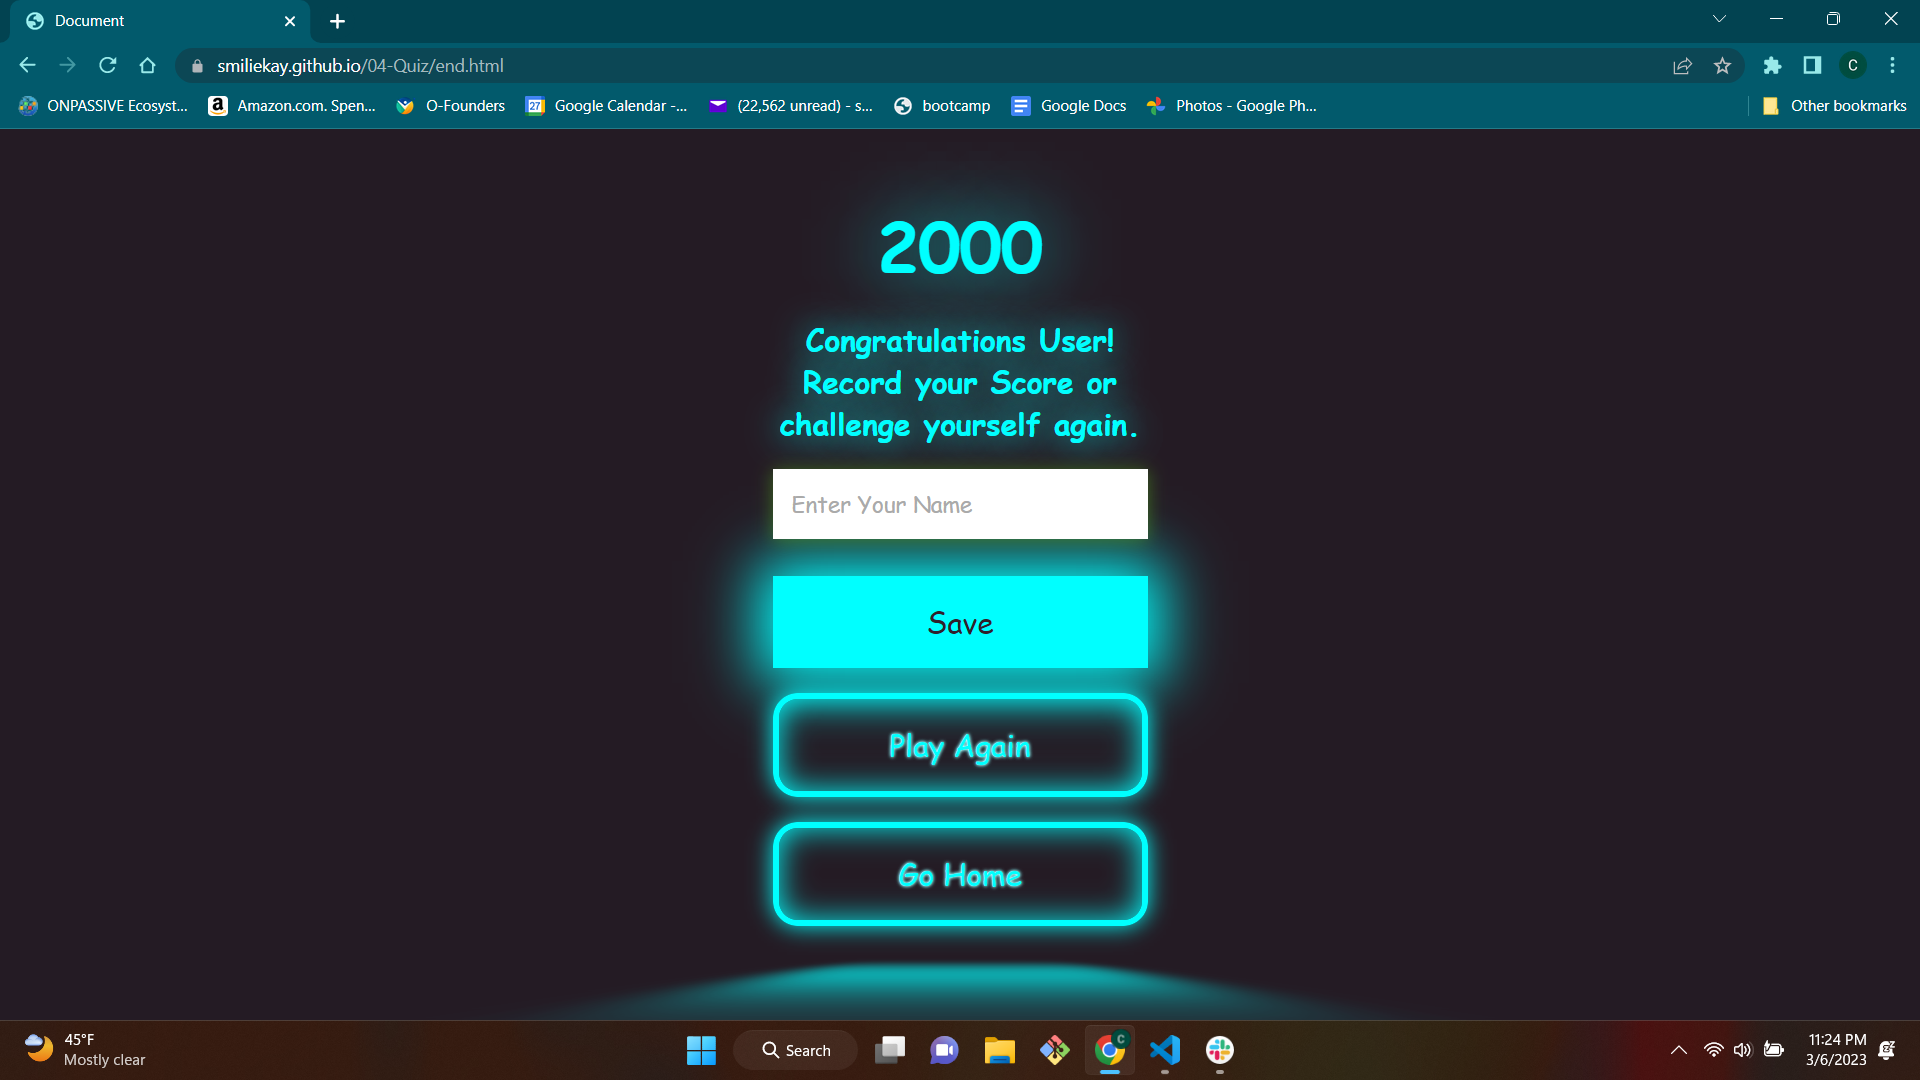 Document
smiliekay.github.io/04-Quiz/end.html
C
ONPASSIVE Ecosyst...
Amazon.com. Spen...
O-Founders
27
Google Calendar -...
(22,562 unread) - s...
bootcamp
Google Docs
Photos - Google Ph...
Other bookmarks
2000
Congratulations User!
Record your Score or
challenge yourself again.
Enter Your Name
Save
Play Again
Go Home
45°F
Mostly clear
Search
C
11:24 PM
3/6/2023